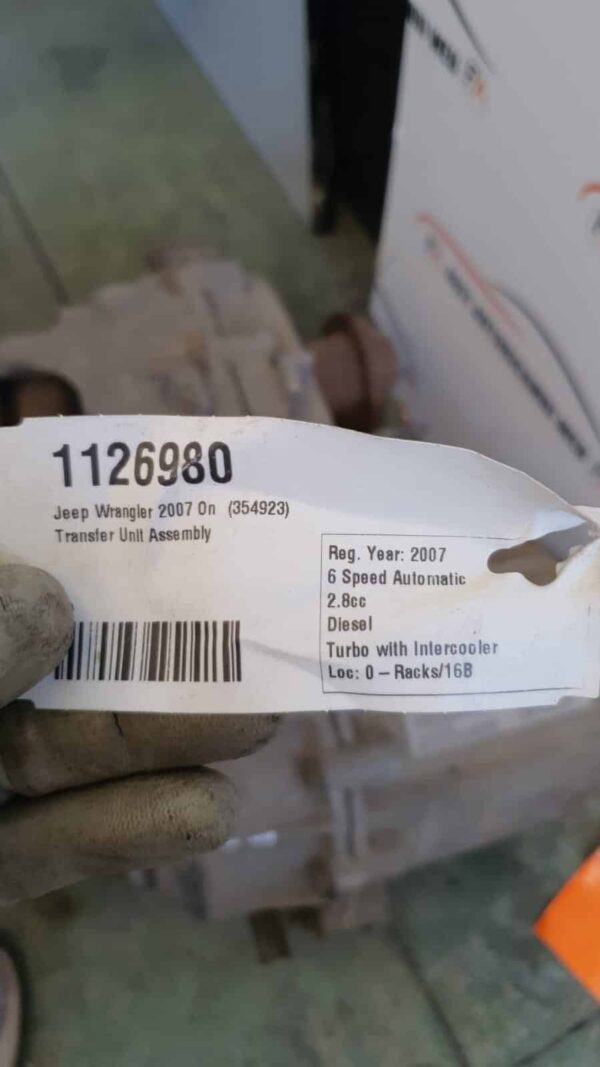 1126980
Jeep Wrangler 2007 On (354923)
Transfer Unit Assembly
Reg. Year: 2007
6 Speed Automatic
2.8cc
Diesel
Turbo with Intercooler
Loc: 0 – Racks/16B